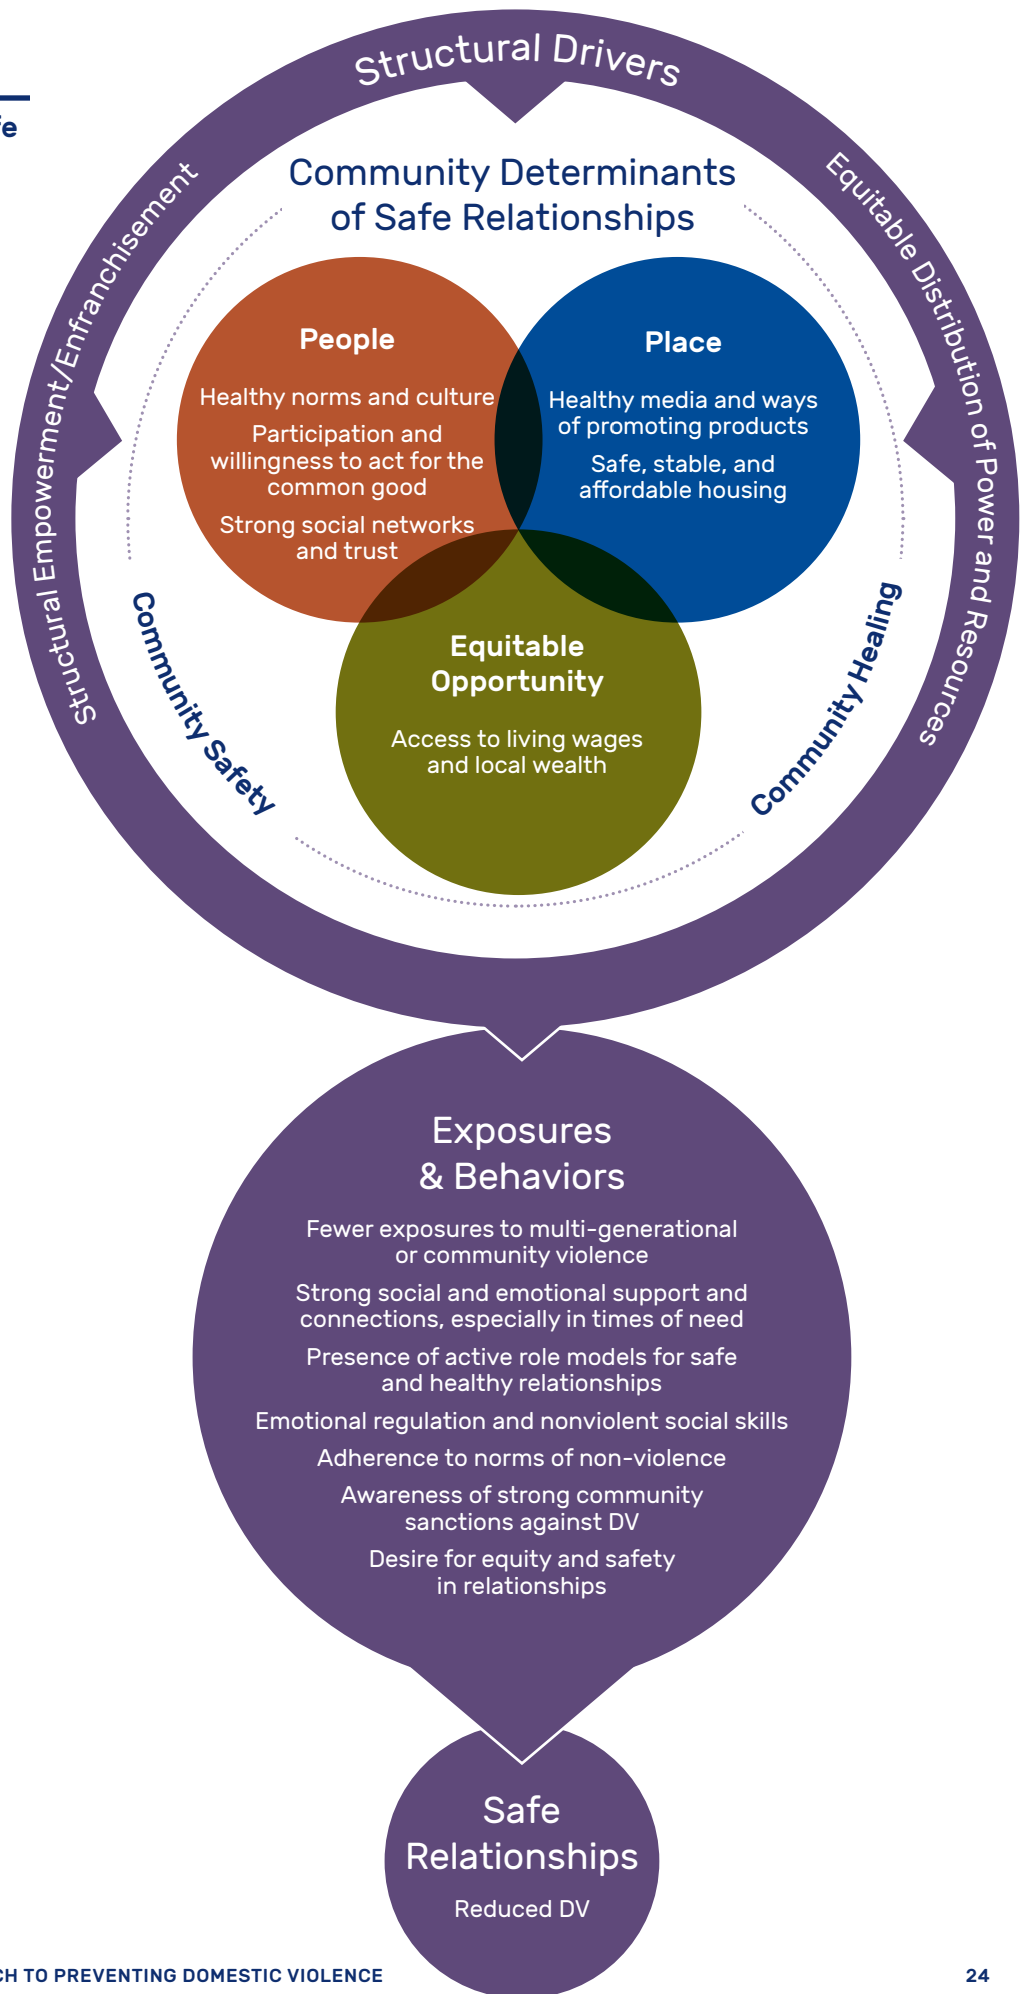 Structural Drivers
fe
Structural Empowerment/Enfranchisement
Equitable Distribution of Power and Resources
Community Determinants
of Safe Relationships
People
Healthy norms and culture
Participation and
willingness to act for the
common good
Strong social networks
and trust
Place
Healthy media and ways
of promoting products
Safe, stable, and
affordable housing
Equitable
Opportunity
Access to living wages
and local wealth
Community Safety
Community Healing
Exposures
& Behaviors
Fewer exposures to multi-generational
or community violence
Strong social and emotional support and
connections, especially in times of need
Presence of active role models for safe
and healthy relationships
Emotional regulation and nonviolent social skills
Adherence to norms of non-violence
Awareness of strong community
sanctions against DV
Desire for equity and safety
in relationships
Safe
Relationships
Reduced DV
CH TO PREVENTING DOMESTIC VIOLENCE
24